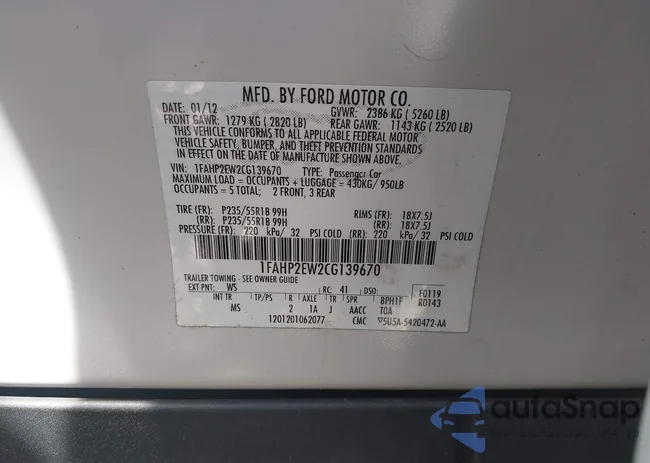 MFD. BY FORD MOTOR CO.
DATE: 01/12 GVWR: 2386 KG ( 5260 LB)
FRONT GAWR: 1279 KG ( 2820 LB) REAR GAWR: 1143 KG ( 2520 LB)
THIS VEHICLE CONFORMS TO ALL APPLICABLE FEDERAL MOTOR
VEHICLE SAFETY, BUMPER, AND THEFT PREVENTION STANDARDS
IN EFFECT ON THE DATE OF MANUFACTURE SHOWN ABOVE.
VIN: 1FAHP2EW2CG139670 TYPE: Passenger Car
MAXIMUM LOAD = OCCUPANTS + LUGGAGE = 430KG/ 950LB
OCCUPANTS = 5 TOTAL; 2 FRONT, 3 REAR
TIRE (FR): P235/55R18 99H RIMS (FR): 18X7.5J
(RR): P235/55R18 99H (RR): 18X7.5J
PRESSURE (FR): 220 kPa/ 32 PSI COLD (RR): 220 kPa/ 32 PSI COLD
1FAHP2EW2CG139670
TRAILER TOWING - SEE OWNER GUIDE
EXT PNT: WS RC: 41 DSO: F0119
INT TR TP/PS R AXLE TR SPR R0143
MS 2 1A J AACC TOA
1201201062077 CMC 5U5A-5420472-AA
autoSnap